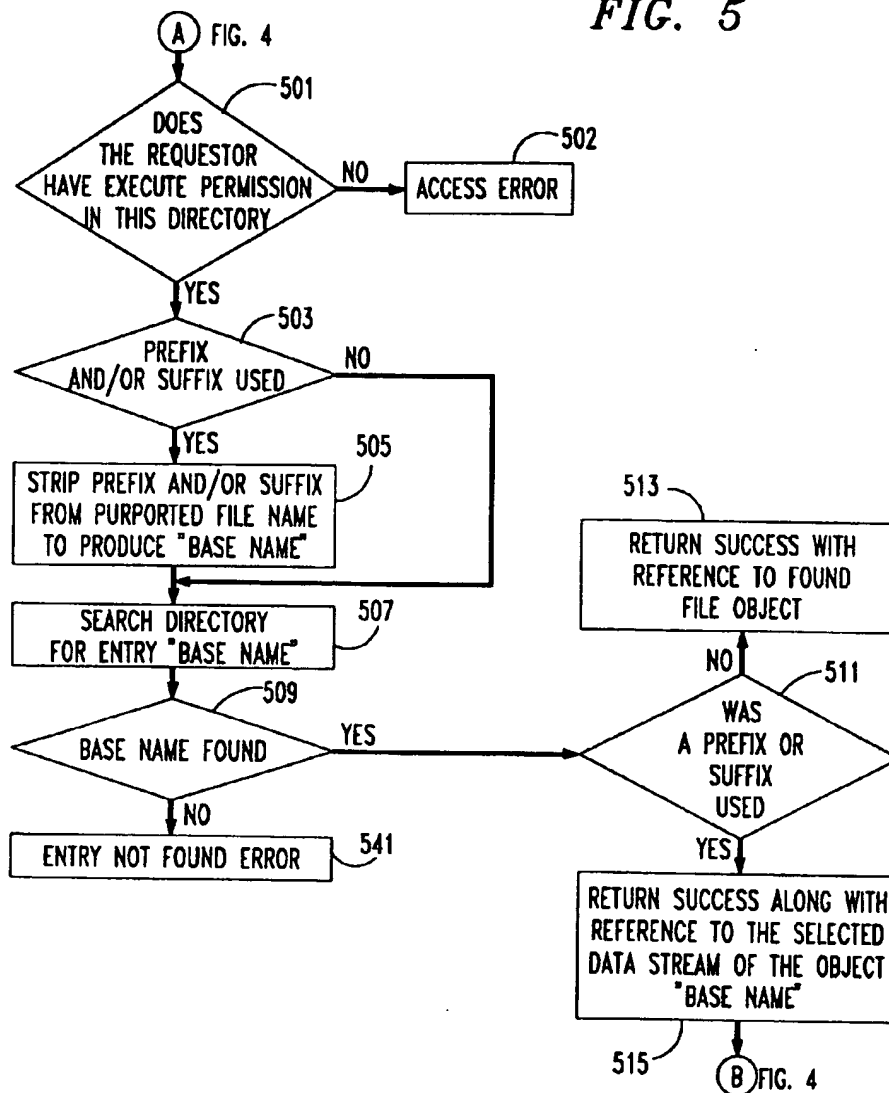 FIG. 5
A FIG. 4
501
DOES
THE REQUESTOR
HAVE EXECUTE PERMISSION
IN THIS DIRECTORY
NO
502
ACCESS ERROR
YES
503
PREFIX
AND/OR SUFFIX USED
NO
YES
505
STRIP PREFIX AND/OR SUFFIX
FROM PURPORTED FILE NAME
TO PRODUCE "BASE NAME"
507
SEARCH DIRECTORY
FOR ENTRY "BASE NAME"
509
BASE NAME FOUND
YES
NO
ENTRY NOT FOUND ERROR
541
513
RETURN SUCCESS WITH
REFERENCE TO FOUND
FILE OBJECT
NO
511
WAS
A PREFIX OR
SUFFIX
USED
YES
RETURN SUCCESS ALONG WITH
REFERENCE TO THE SELECTED
DATA STREAM OF THE OBJECT
"BASE NAME"
515
B FIG. 4